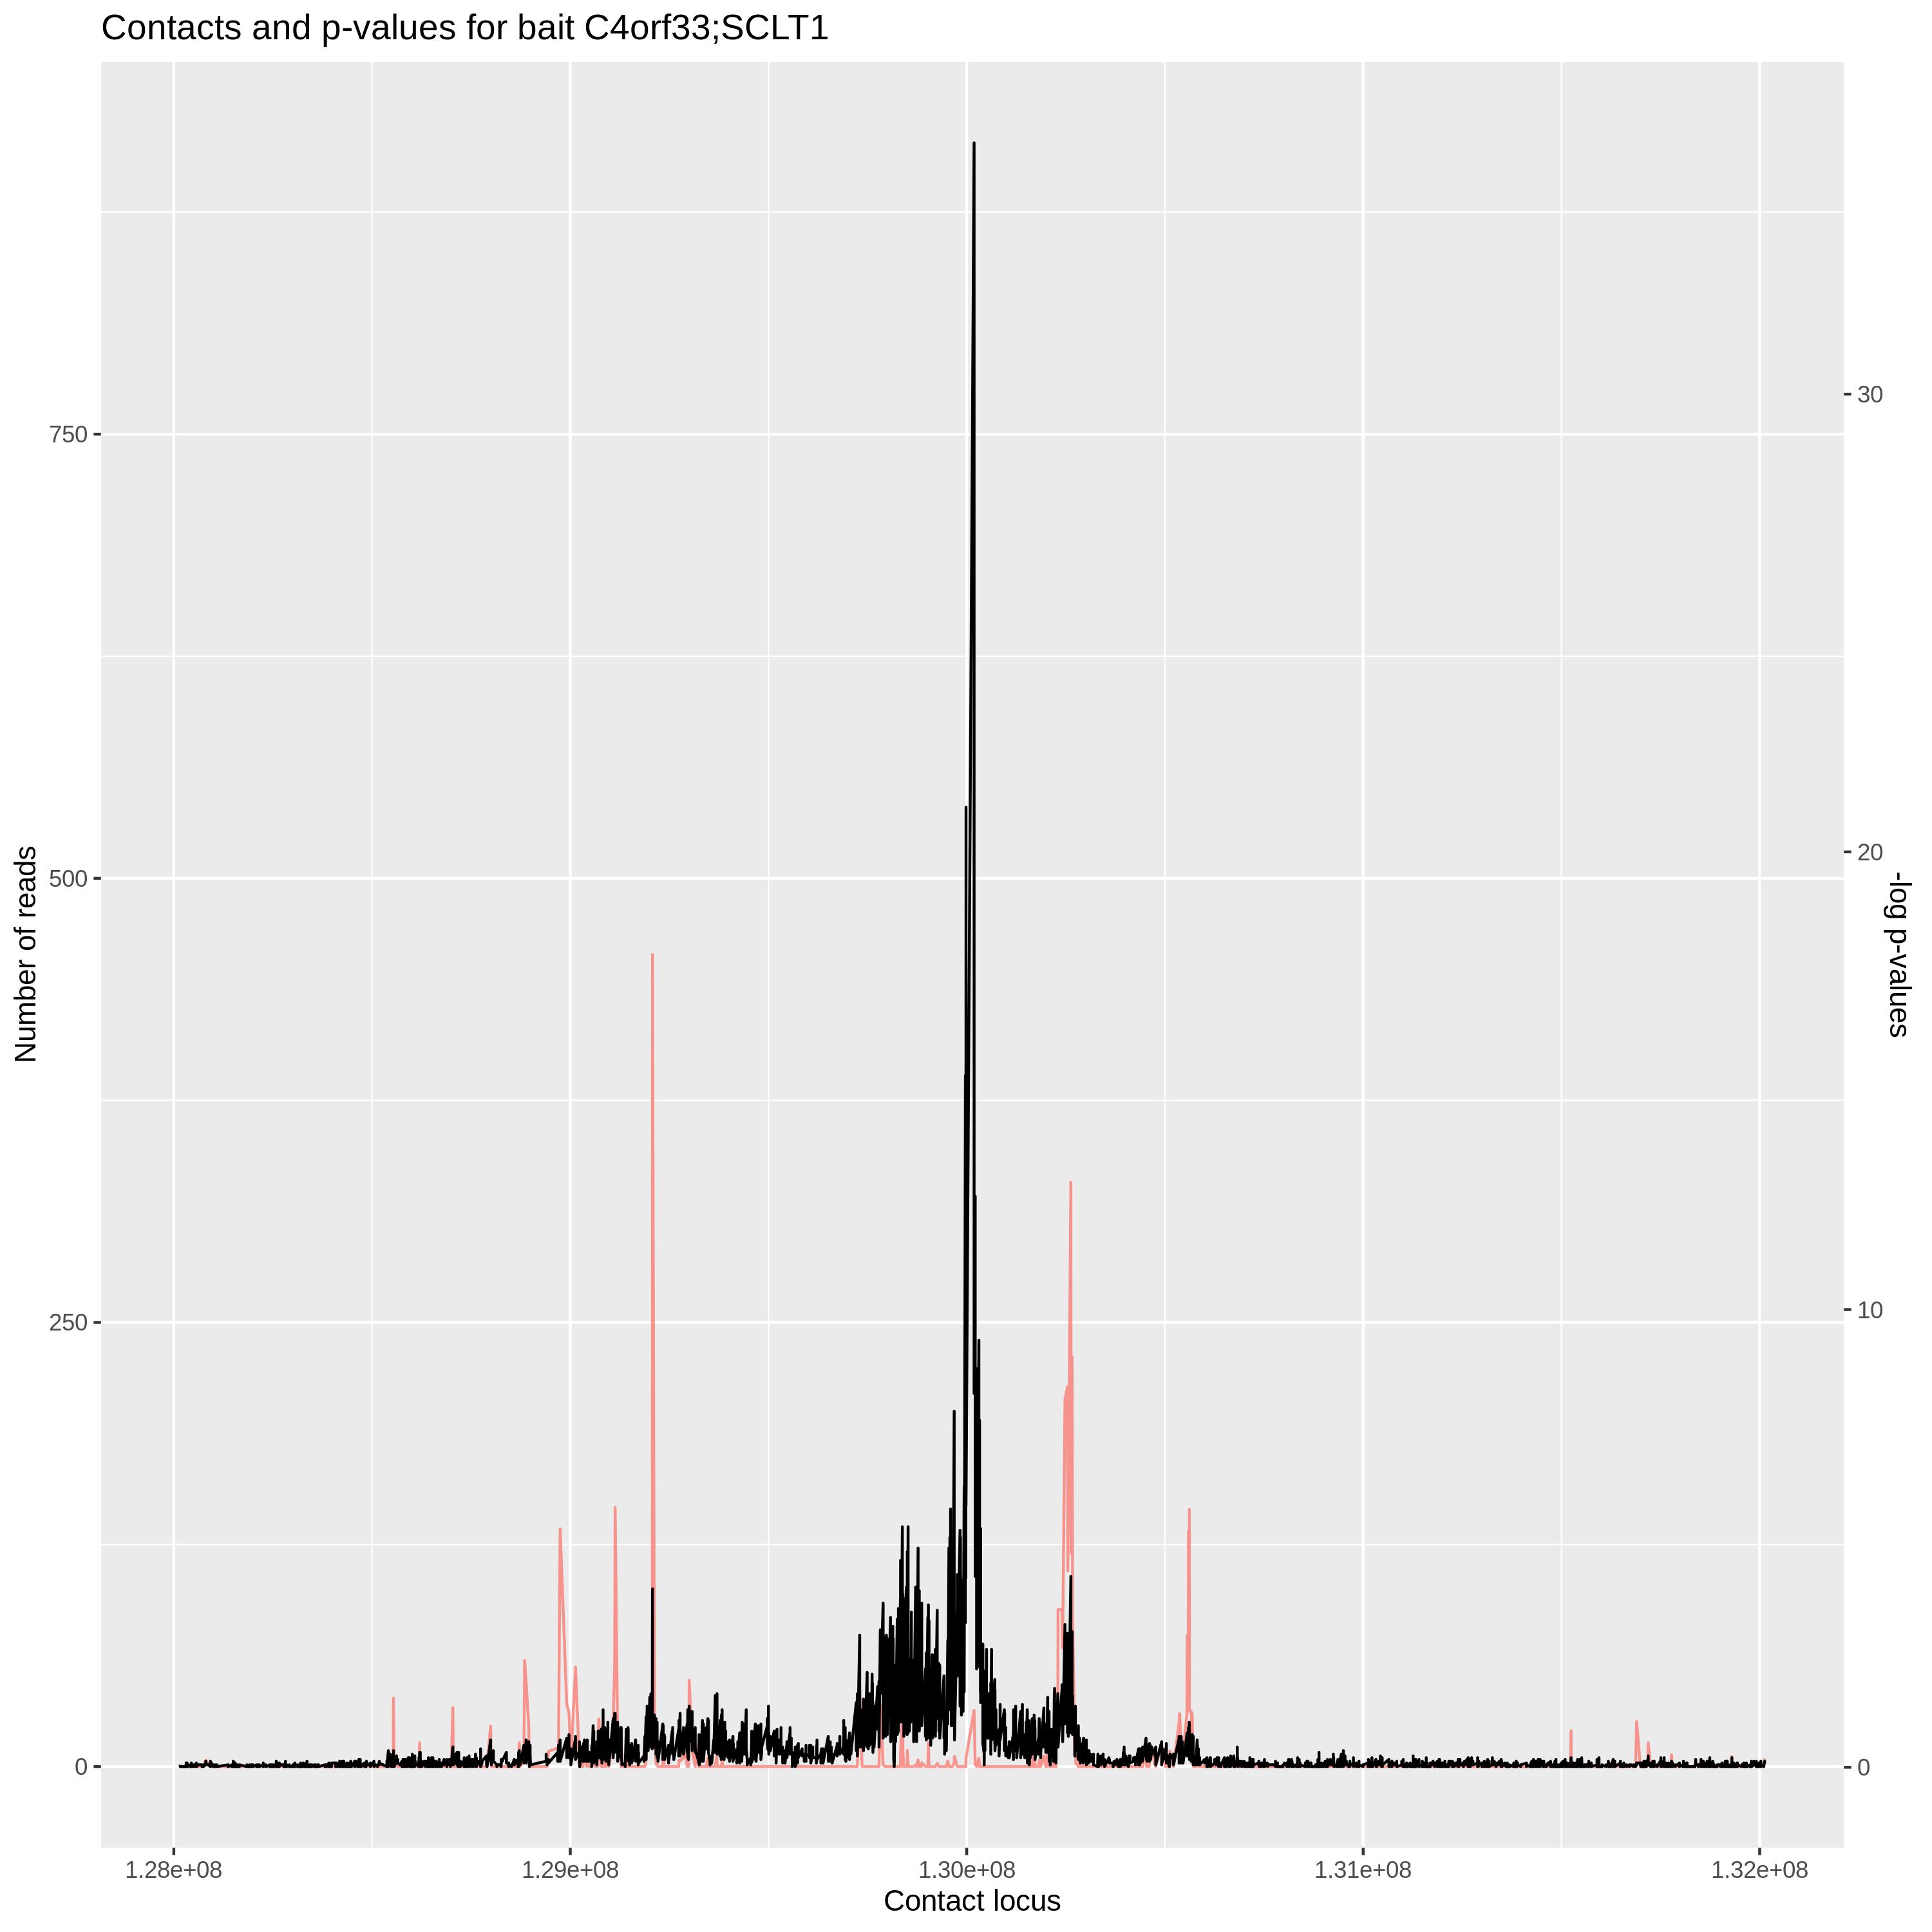 Contacts and p-values for bait C4orf33;SCLT1
Number of reads
750
500
250
0
30
20
10
0
-log p-values
1.28e+08
1.29e+08
1.30e+08
1.31e+08
1.32e+08
Contact locus